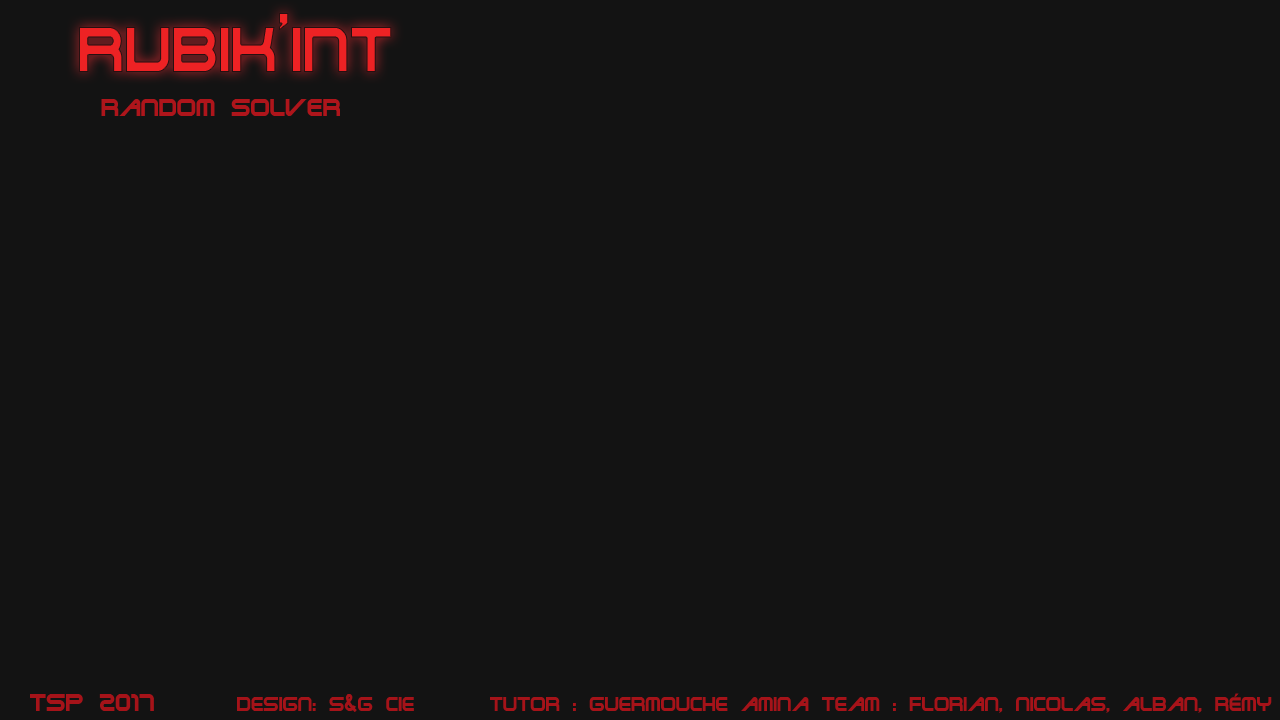 RUBIK'INT
RANDOM SOLVER
TSP 2017 DESIGN: S&G CIE TUTOR : GUERMOUCHE AMINA TEAM : FLORIAN, NICOLAS, ALBAN, RÉMY